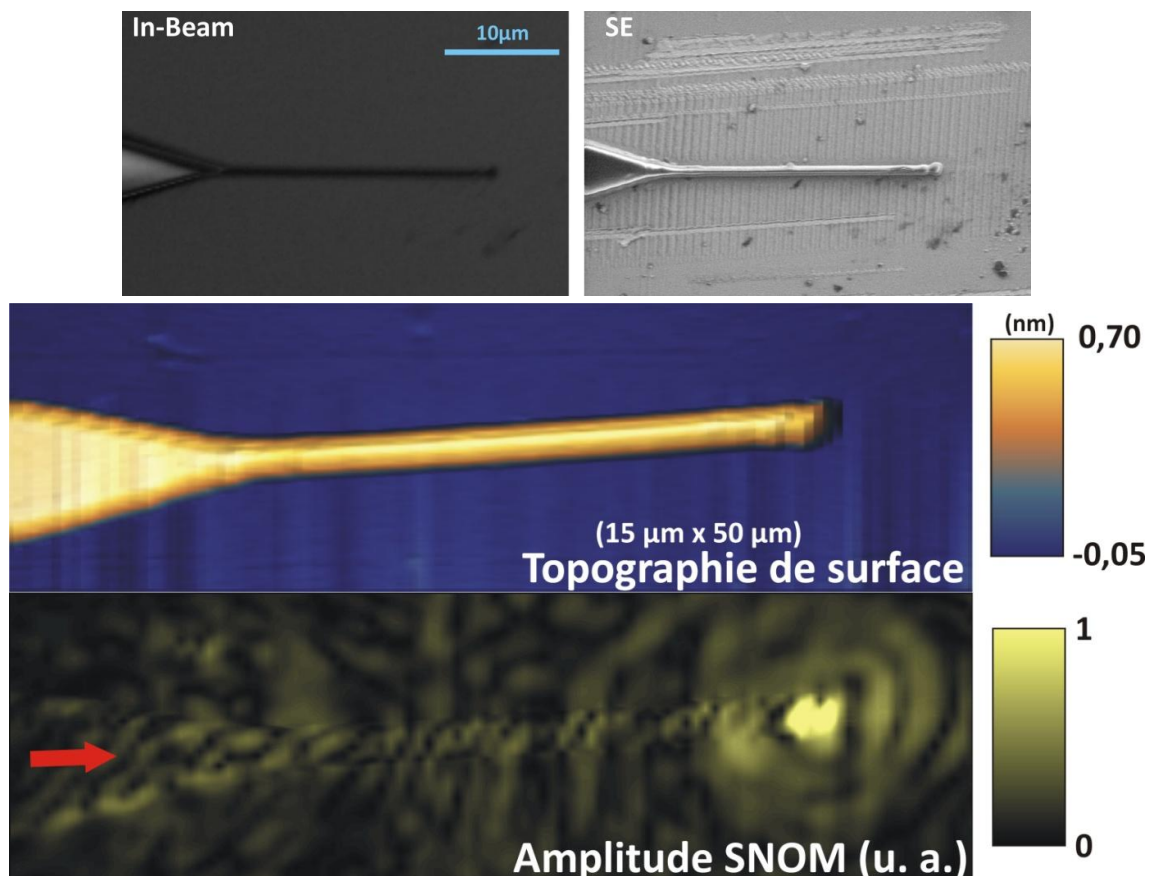 In-Beam
10µm
SE
(nm)
0,70
-0,05
(15 µm x 50 µm)
Topographie de surface
1
0
Amplitude SNOM (u. a.)